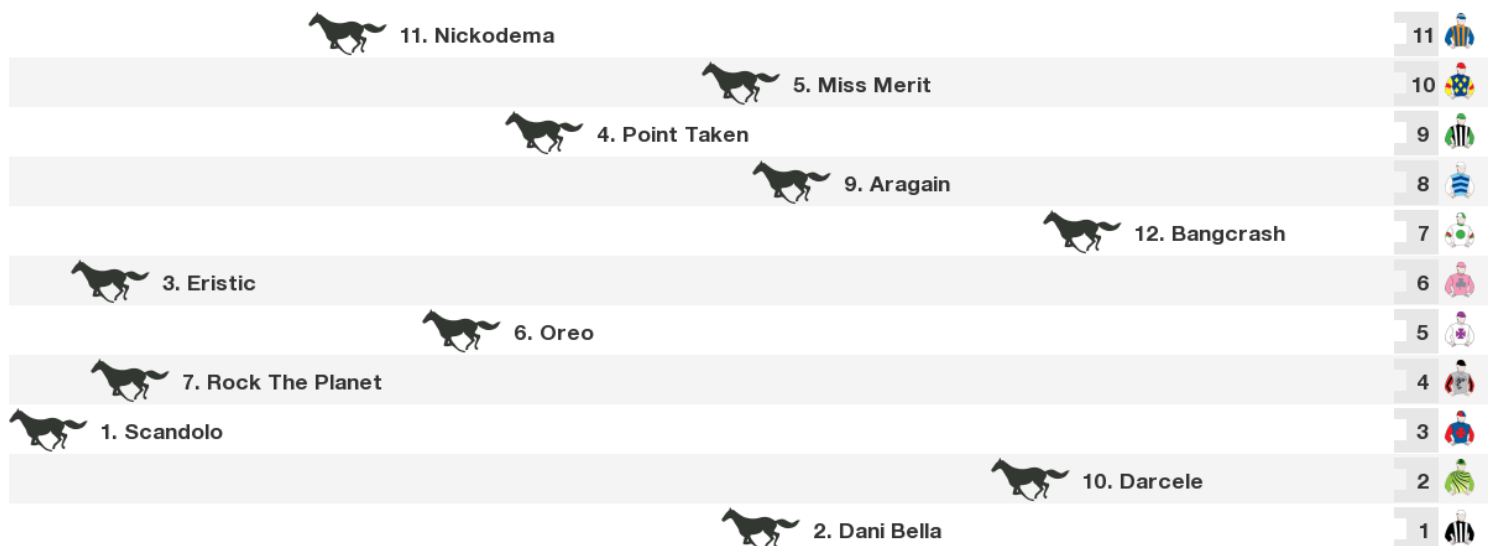 11. Nickodema 11
5. Miss Merit 10
4. Point Taken 9
9. Aragain 8
12. Bangcrash 7
3. Eristic 6
6. Oreo 5
7. Rock The Planet 4
1. Scandolo 3
10. Darcele 2
2. Dani Bella 1